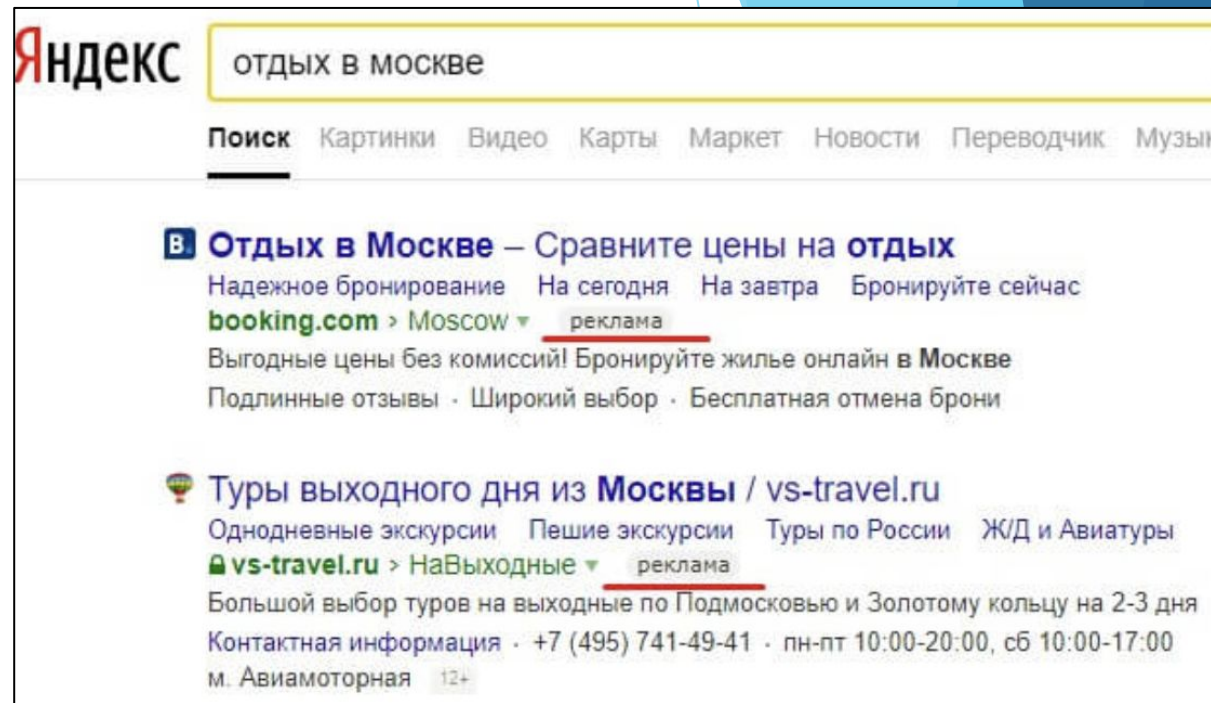 Яндекс
отдых в москве
Поиск Картинки Видео Карты Маркет Новости Переводчик Музык
B. Отдых в Москве – Сравните цены на отдых
Надежное бронирование На сегодня На завтра Бронируйте сейчас
booking.com › Moscow реклама
Выгодные цены без комиссий! Бронируйте жилье онлайн в Москве
Подлинные отзывы · Широкий выбор · Бесплатная отмена брони
Туры выходного дня из Москвы / vs-travel.ru
Однодневные экскурсии Пешие экскурсии Туры по России Ж/Д и Авиатуры
vs-travel.ru › НаВыходные реклама
Большой выбор туров на выходные по Подмосковью и Золотому кольцу на 2-3 дня
Контактная информация · +7 (495) 741-49-41 · пн-пт 10:00-20:00, сб 10:00-17:00
м. Авиамоторная 12+